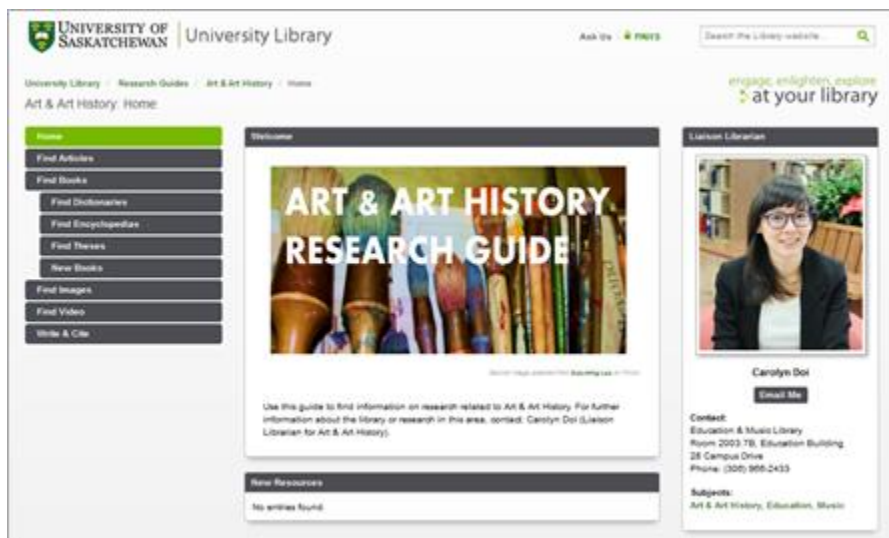 UNIVERSITY OF
SASKATCHEWAN
University Library
Ask Us
Search the Library website
University Library / Research Guides / Art & Art History / Home
Art & Art History: Home
engage, enlighten, explore
at your library
Home
Find Articles
Find Books
Find Dictionaries
Find Encyclopedias
Find Theses
New Books
Find Images
Find Video
Write & Cite
Welcome
ART & ART HISTORY
RESEARCH GUIDE
Use this guide to find information on research related to Art & Art History. For further
information about the library or research in this area, contact: Carolyn Doi (Liaison
Librarian for Art & Art History).
New Resources
No entries found.
Liaison Librarian
Carolyn Doi
Email Me
Contact:
Education & Music Library
Room 2003.7B, Education Building
28 Campus Drive
Phone: (306) 966-2433
Subjects:
Art & Art History, Education, Music